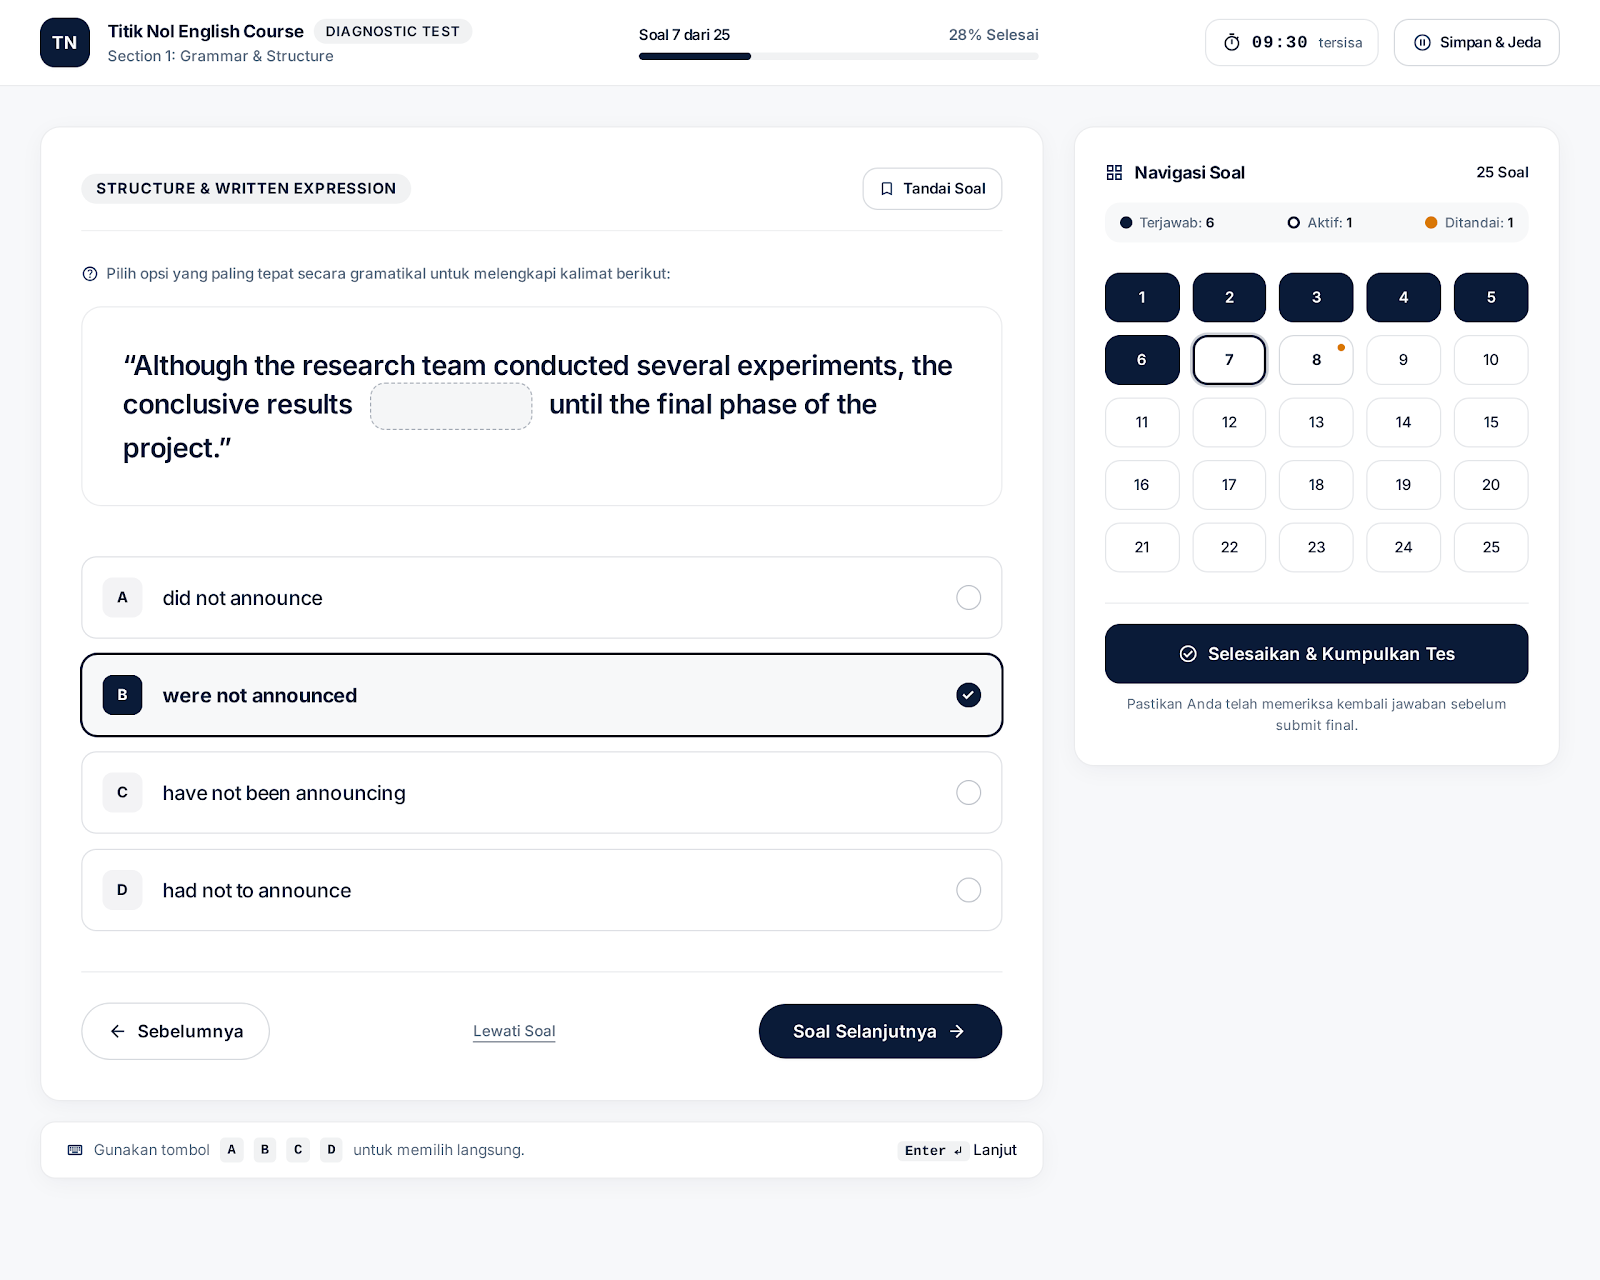 TN
Titik Nol English Course
DIAGNOSTIC TEST
Section 1: Grammar & Structure
Soal 7 dari 25
28% Selesai
09:30 tersisa
Simpan & Jeda
STRUCTURE & WRITTEN EXPRESSION
Tandai Soal
Pilih opsi yang paling tepat secara gramatikal untuk melengkapi kalimat berikut:
“Although the research team conducted several experiments, the
conclusive results until the final phase of the
project.”
A did not announce
B were not announced
C have not been announcing
D had not to announce
← Sebelumnya
Lewati Soal
Soal Selanjutnya →
Gunakan tombol A B C D untuk memilih langsung.
Enter ↲ Lanjut
Navigasi Soal
25 Soal
Terjawab: 6
Aktif: 1
Ditandai: 1
1 2 3 4 5
6 7 8 9 10
11 12 13 14 15
16 17 18 19 20
21 22 23 24 25
Selesaikan & Kumpulkan Tes
Pastikan Anda telah memeriksa kembali jawaban sebelum
submit final.